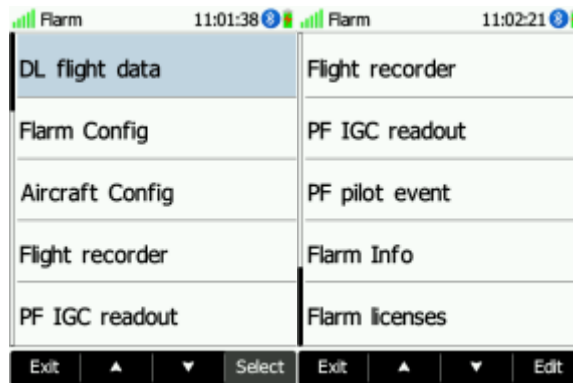 Flarm 11:01:38
DL flight data
Flarm Config
Aircraft Config
Flight recorder
PF IGC readout
Exit Select
Flarm 11:02:21
Flight recorder
PF IGC readout
PF pilot event
Flarm Info
Flarm licenses
Exit Edit